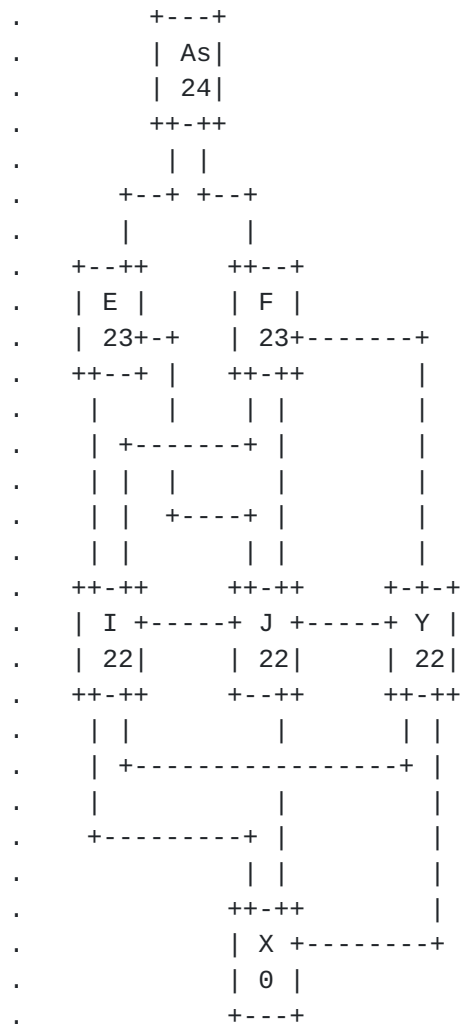 .        +---+
.        | As|
.        | 24|
.        ++-++
.         | |
.      +--+ +--+
.      |       |
.   +--++     ++--+
.   | E |     | F |
.   | 23+-+   | 23+-------+
.   ++--+ |   ++-++       |
.    |    |    | |        |
.    | +-------+ |        |
.    | |  |      |        |
.    | |  +----+ |        |
.    | |       | |        |
.   ++-++     ++-++     +-+-+
.   | I +-----+ J +-----+ Y |
.   | 22|     | 22|     | 22|
.   ++-++     +--++     ++-++
.    | |         |       | |
.    | +-----------------+ |
.    |           |         |
.    +---------+ |         |
.              | |         |
.             ++-++        |
.             | X +--------+
.             | 0 |
.             +---+